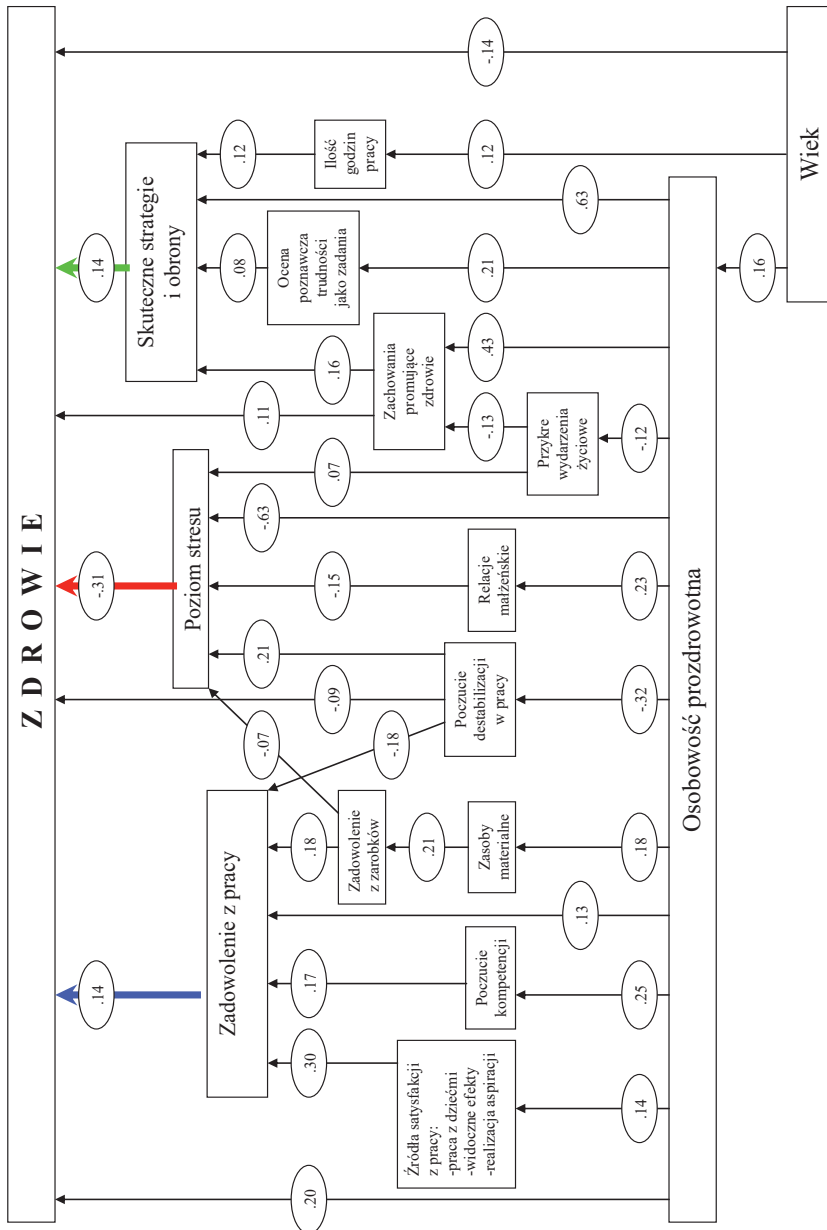 Z D R O W I E
.14
-.31
.14
.20
.11
-.09
-.14
Zadowolenie z pracy
Poziom stresu
Skuteczne strategie
i obrony
.30
.17
.18
-.18
-.07
.21
-.15
-.63
.07
.16
.08
.12
Źródła satysfakcji
z pracy:
-praca z dziećmi
-widoczne efekty
-realizacja aspiracji
Poczucie
kompetencji
Zadowolenie
z zarobków
.21
Zasoby
materialne
Poczucie
destabilizacji
w pracy
Relacje
małżeńskie
Przykre
wydarzenia
życiowe
-.13
Zachowania
promujące
zdrowie
Ocena
poznawcza
trudności
jako zadania
Ilość
godzin
pracy
.14
.25
.13
.18
-.32
.23
-.12
.43
.21
.63
.12
Osobowość prozdrowotna
.16
Wiek